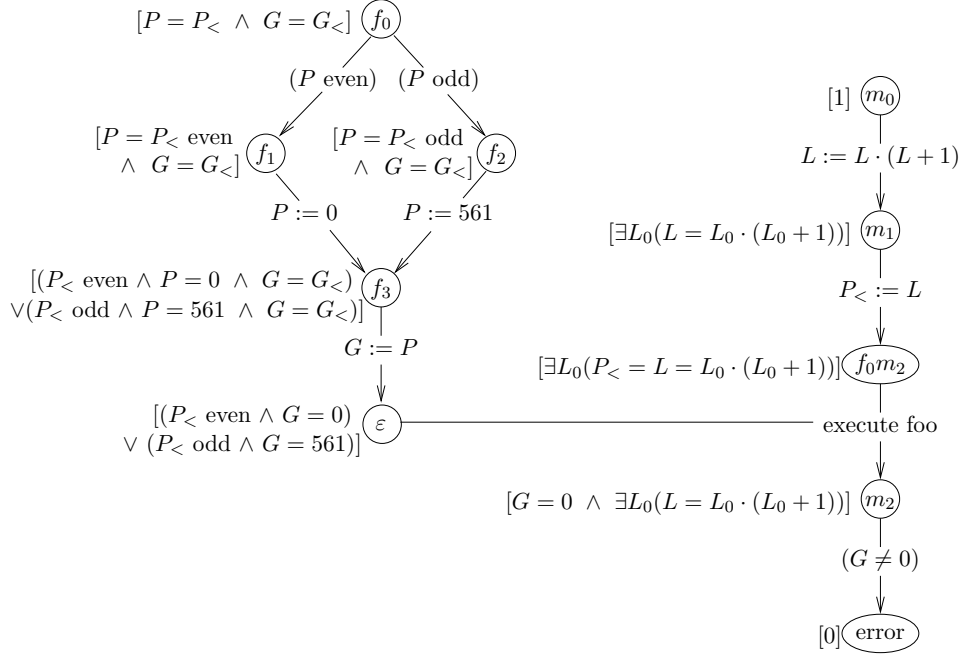 [P = P< ∧ G = G<] f₀
(P even) (P odd)
[1] m₀
[P = P< even
∧ G = G<] f₁
[P = P< odd
∧ G = G<] f₂
L := L · (L + 1)
P := 0 P := 561
[∃L₀(L = L₀ · (L₀ + 1))] m₁
[(P< even ∧ P = 0 ∧ G = G<)
∨(P< odd ∧ P = 561 ∧ G = G<)] f₃
P< := L
G := P
[∃L₀(P< = L = L₀ · (L₀ + 1))] f₀m₂
[(P< even ∧ G = 0)
∨ (P< odd ∧ G = 561)] ε
execute foo
[G = 0 ∧ ∃L₀(L = L₀ · (L₀ + 1))] m₂
(G ≠ 0)
[0] error